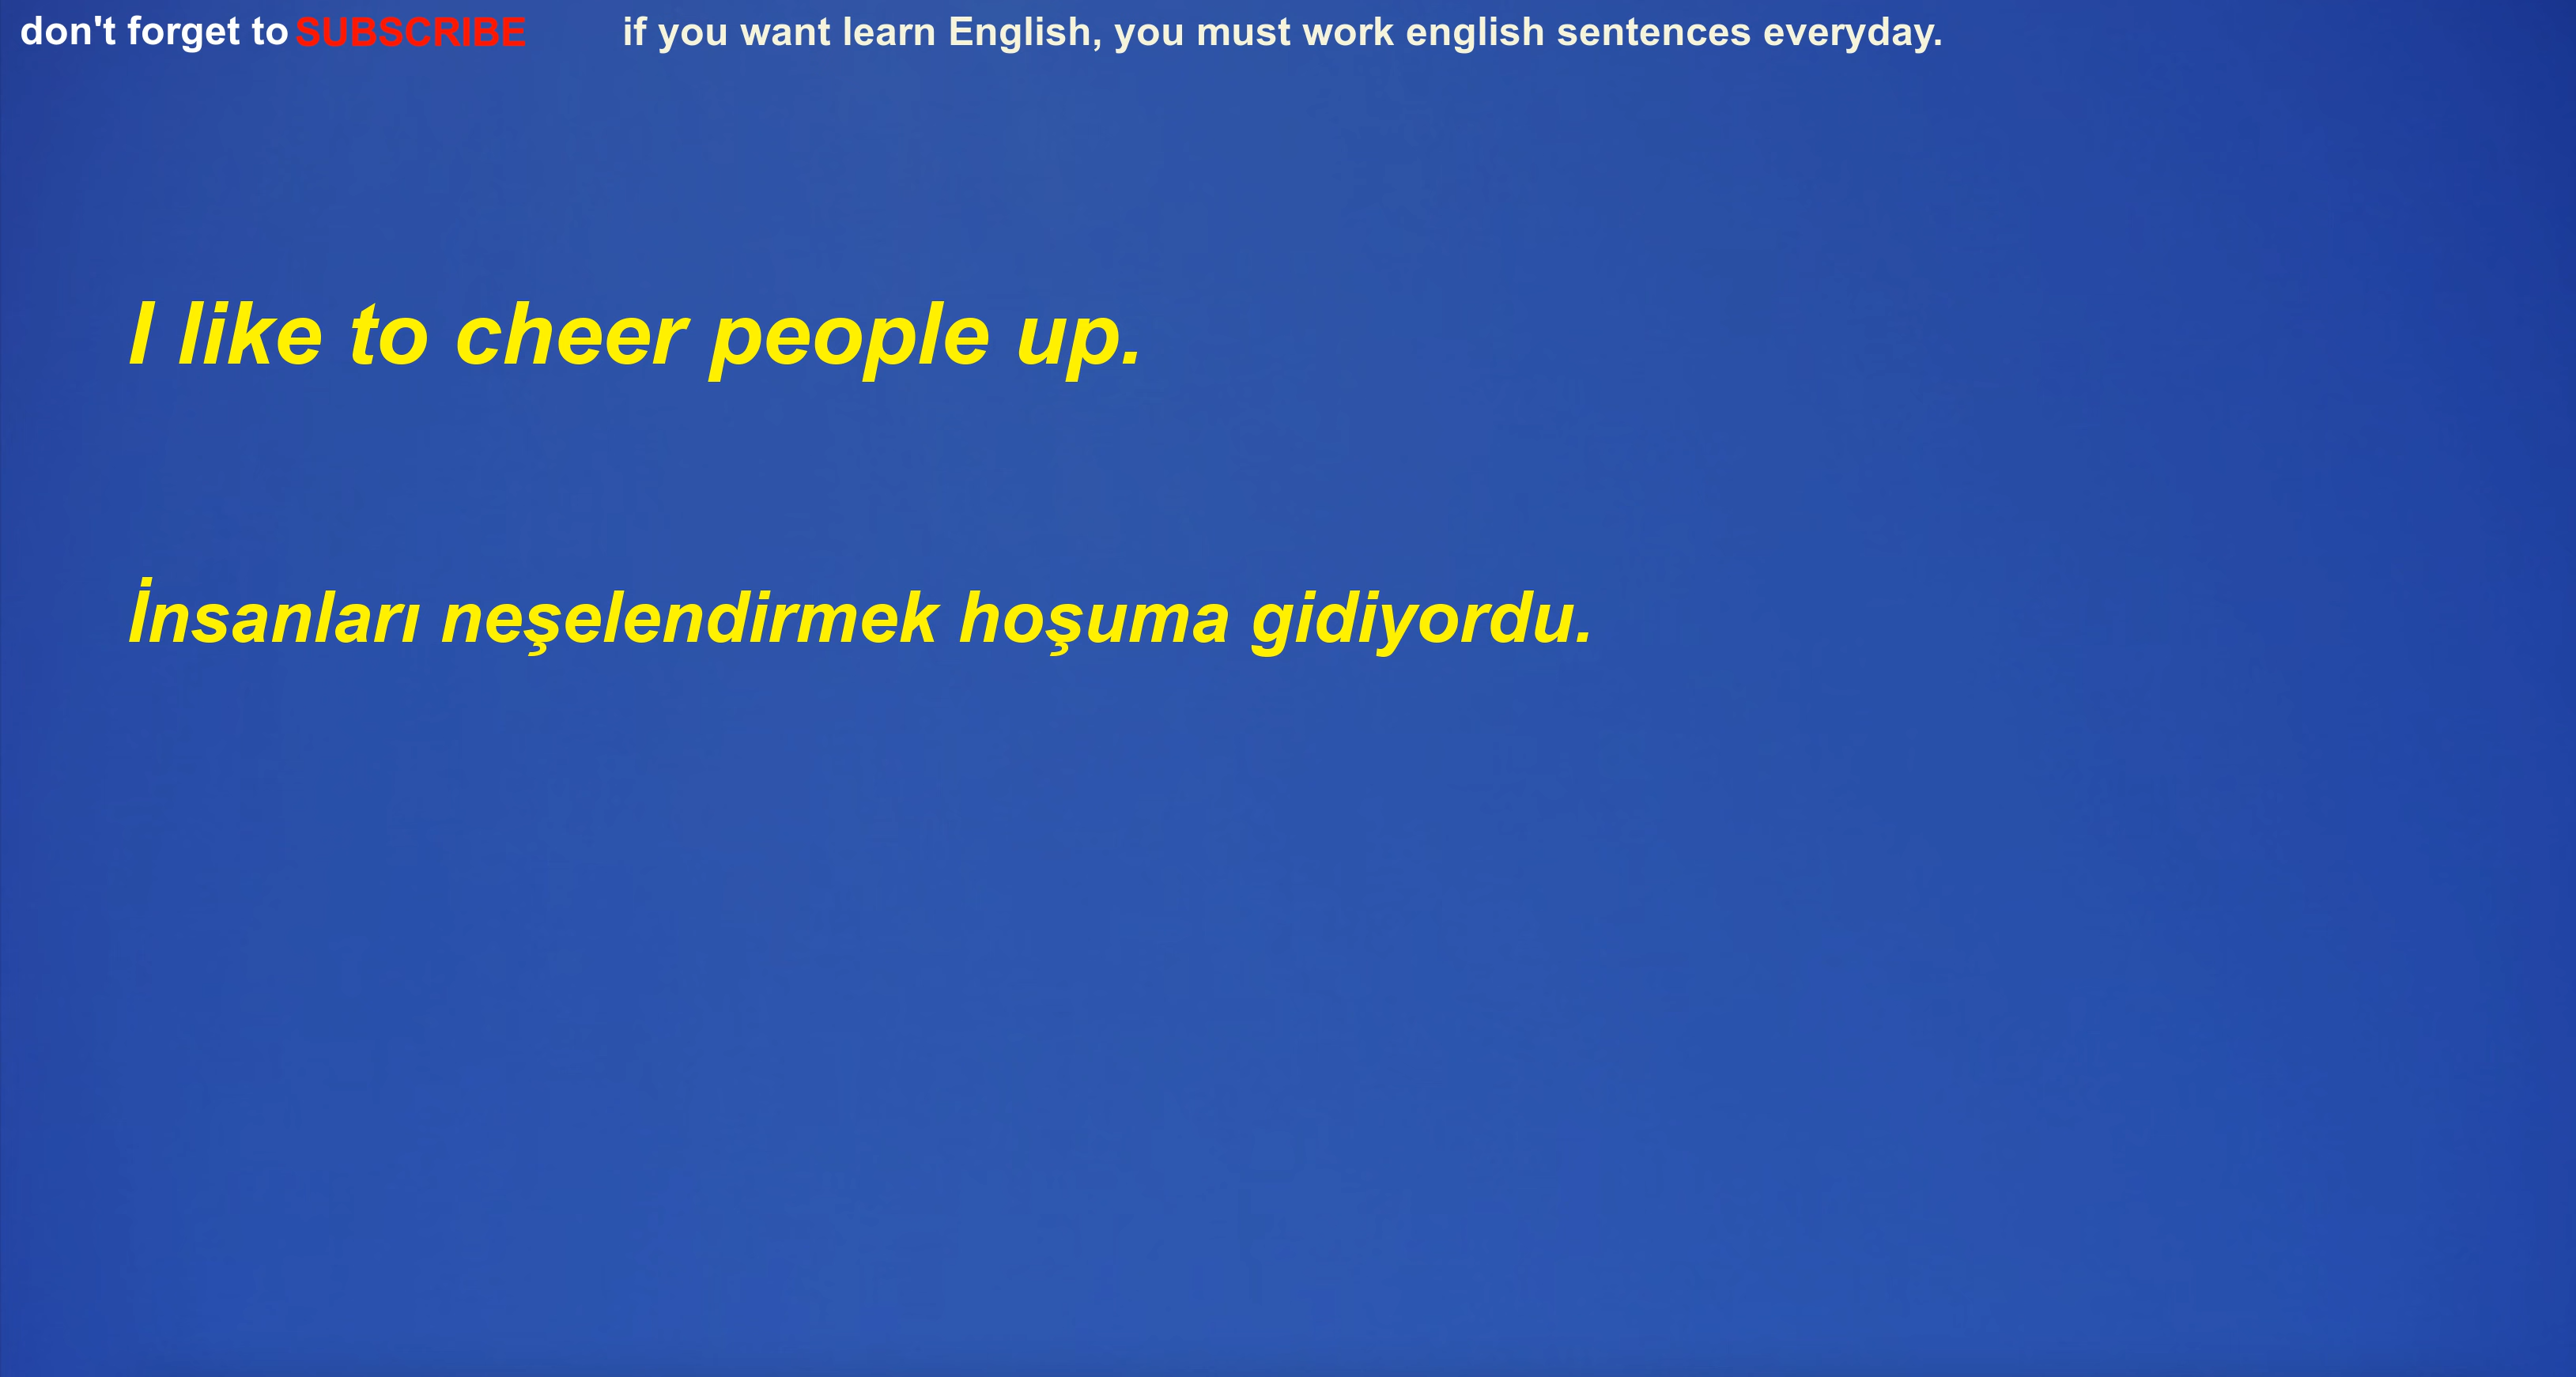 don't forget to SUBSCRIBE if you want learn English, you must work english sentences everyday.
I like to cheer people up.
İnsanları neşelendirmek hoşuma gidiyordu.